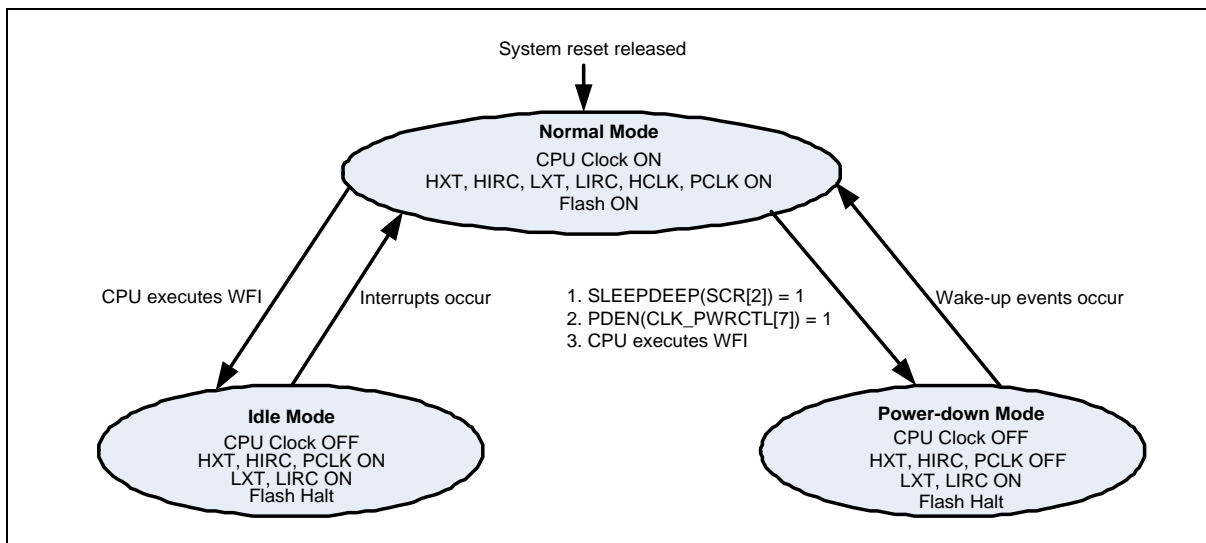 System reset released
Normal Mode
CPU Clock ON
HXT, HIRC, LXT, LIRC, HCLK, PCLK ON
Flash ON
CPU executes WFI
Interrupts occur
1. SLEEPDEEP(SCR[2]) = 1
2. PDEN(CLK_PWRCTL[7]) = 1
3. CPU executes WFI
Wake-up events occur
Idle Mode
CPU Clock OFF
HXT, HIRC, PCLK ON
LXT, LIRC ON
Flash Halt
Power-down Mode
CPU Clock OFF
HXT, HIRC, PCLK OFF
LXT, LIRC ON
Flash Halt